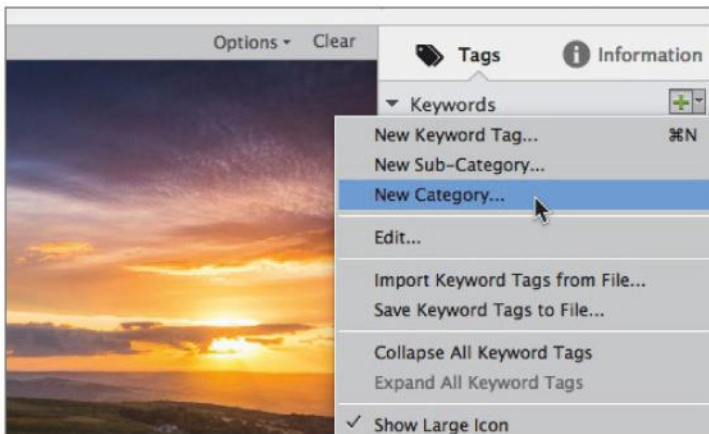 Options Clear
Tags Information
Keywords
New Keyword Tag... ⌘N
New Sub-Category...
New Category...
Edit...
Import Keyword Tags from File...
Save Keyword Tags to File...
Collapse All Keyword Tags
Expand All Keyword Tags
✓ Show Large Icon